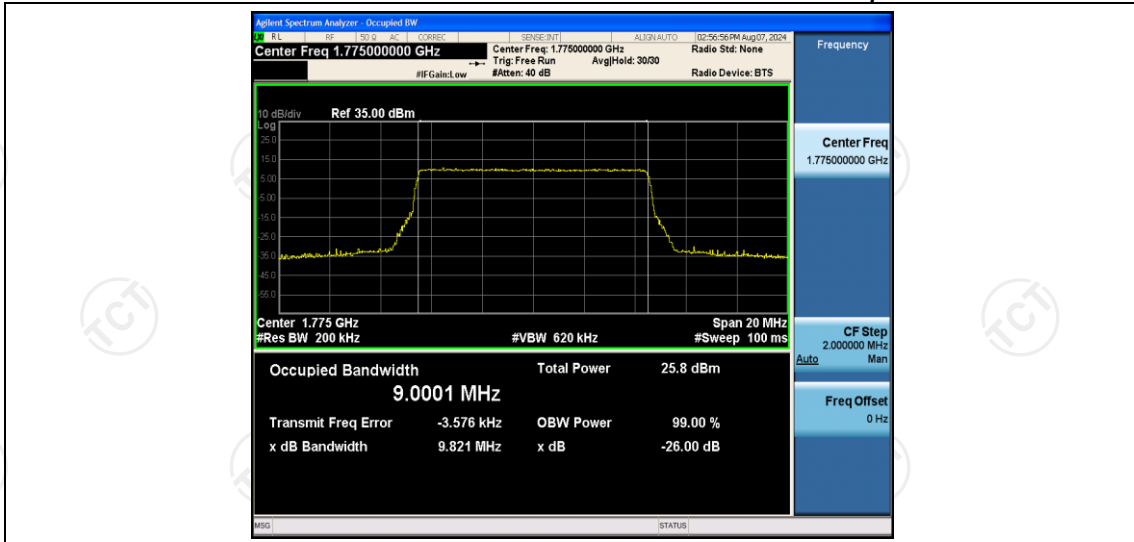 Agilent Spectrum Analyzer - Occupied BW
LXI RL RF 50 Ω AC CORREC SENSE:INT ALIGNAUTO 02:56:56PM Aug07, 2024
Center Freq 1.775000000 GHz Center Freq: 1.775000000 GHz Radio Std: None Frequency
Trig: Free Run Avg|Hold: 30/30
#IFGain:Low #Atten: 40 dB Radio Device: BTS
10 dB/div Ref 35.00 dBm
Log
25.0
15.0
5.00
-5.00
-15.0
-25.0
-35.0
-45.0
-55.0
Center Freq
1.775000000 GHz
Center 1.775 GHz Span 20 MHz
#Res BW 200 kHz #VBW 620 kHz #Sweep 100 ms
CF Step
2.000000 MHz
Auto Man
Occupied Bandwidth Total Power 25.8 dBm
9.0001 MHz
Transmit Freq Error -3.576 kHz OBW Power 99.00 %
x dB Bandwidth 9.821 MHz x dB -26.00 dB
Freq Offset
0 Hz
MSG STATUS
TCT
TCT